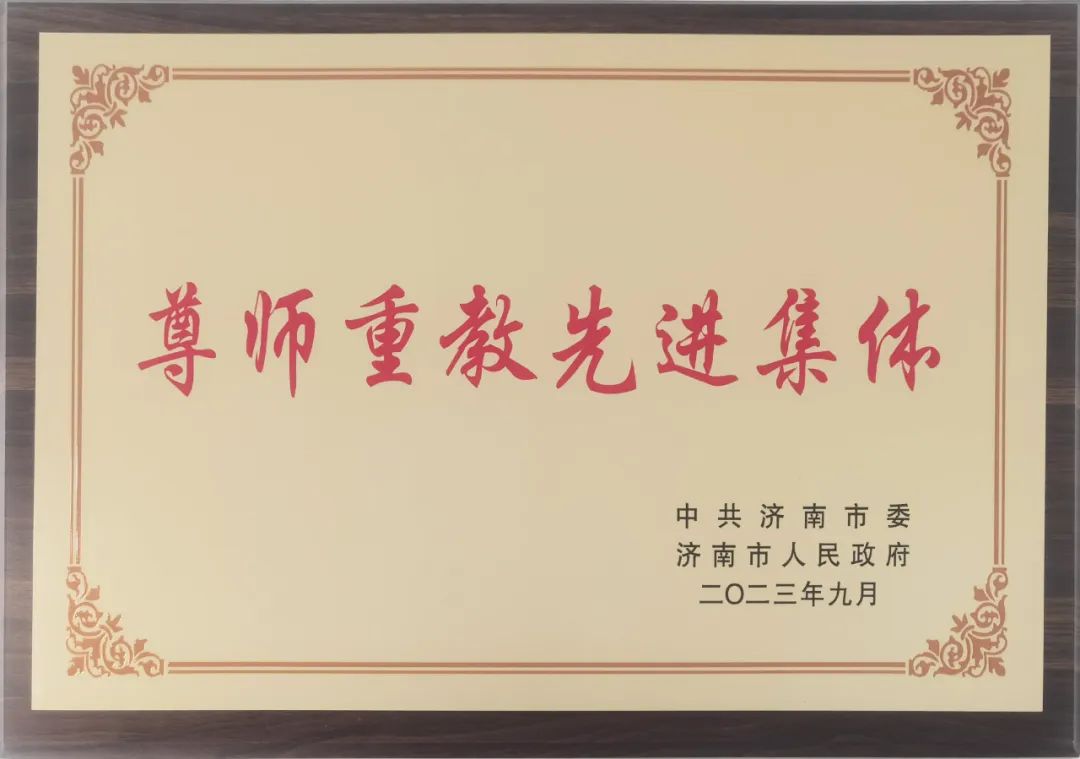 尊师重教先进集体
中共济南市委
济南市人民政府
二〇二三年九月